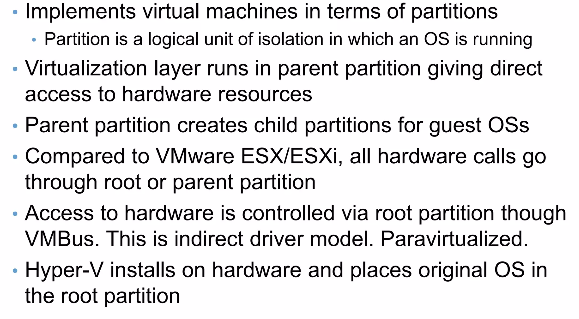 • Implements virtual machines in terms of partitions
• Partition is a logical unit of isolation in which an OS is running
• Virtualization layer runs in parent partition giving direct
access to hardware resources
• Parent partition creates child partitions for guest OSs
• Compared to VMware ESX/ESXi, all hardware calls go
through root or parent partition
• Access to hardware is controlled via root partition though
VMBus. This is indirect driver model. Paravirtualized.
• Hyper-V installs on hardware and places original OS in
the root partition